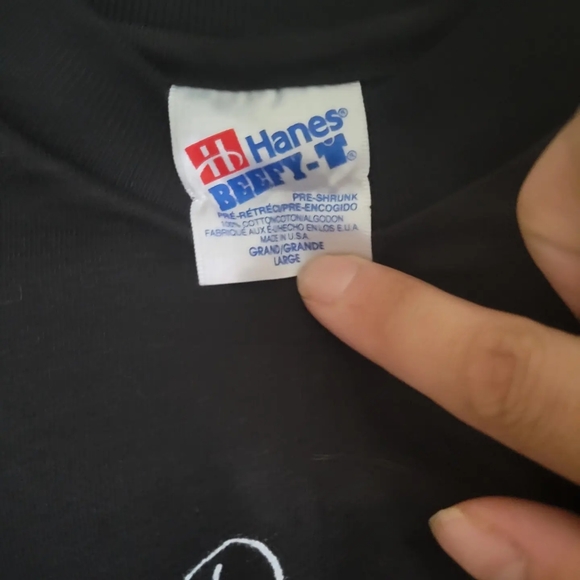 Hanes®
BEEFY-T®
PRE-SHRUNK
PRÉ-RÉTRÉCI/PRE-ENCOGIDO
100% COTTON/COTON/ALGODON
FABRIQUÉ AUX É-U/HECHO EN LOS E.U.A.
MADE IN U.S.A.
GRAND/GRANDE
LARGE